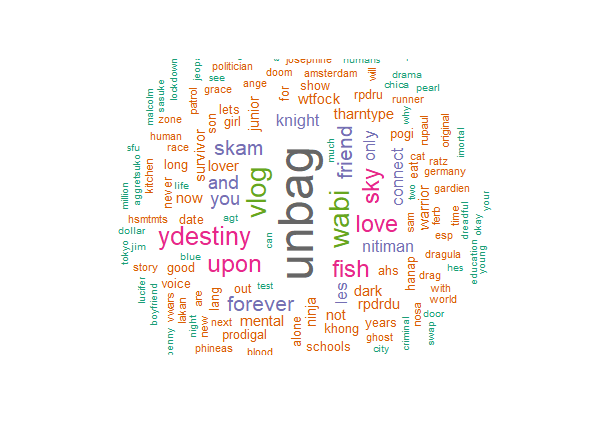 josephine
humans
politician
see
doom
amsterdam
will
drama
lockdown
jeop
ange
chica
pearl
sasuke
grace
show
rpdru
why
malcolm
patrol
for
wtfock
runner
zone
lets
junior
knight
tharntype
rupaul
original
human
son
girl
much
friend
only
pogi
imortal
sfu
race
survivor
skam
unbag
connect
cat
ratz
aggretsuko
kitchen
long
lover
eat
germany
million
life
and
vlog
wabi
sky
two
gardien
never
you
warrior
your
hsmtmts
now
date
agt
love
sam
ferb
time
okay
dollar
ydestiny
can
nitiman
esp
dreadful
tokyo
jim
blue
dragula
young
education
story
good
upon
fish
ahs
hanap
hes
lucifer
voice
out
test
les
dark
drag
with
boyfriend
vwars
are
lang
forever
ninja
rpdrdu
world
lakan
not
nosa
door
penny
night
new
next
mental
alone
khong
years
criminal
swap
prodigal
ghost
phineas
blood
schools
city